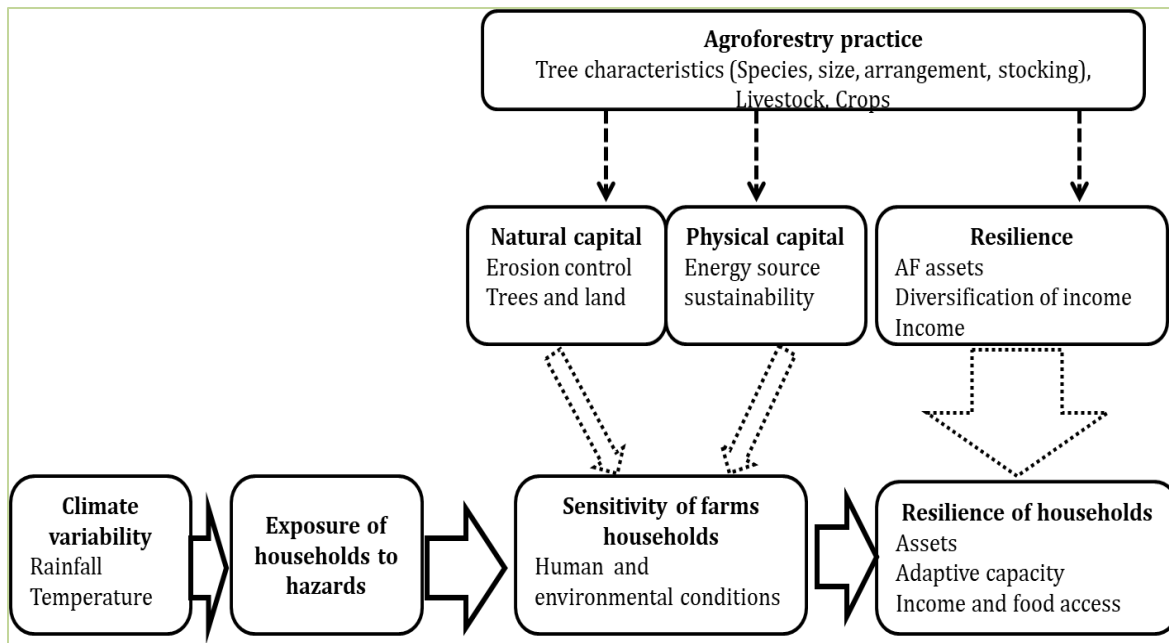 Agroforestry practice
Tree characteristics (Species, size, arrangement, stocking),
Livestock, Crops
Natural capital
Erosion control
Trees and land
Physical capital
Energy source
sustainability
Resilience
AF assets
Diversification of income
Income
Climate
variability
Rainfall
Temperature
Exposure of
households to
hazards
Sensitivity of farms
households
Human and
environmental conditions
Resilience of households
Assets
Adaptive capacity
Income and food access